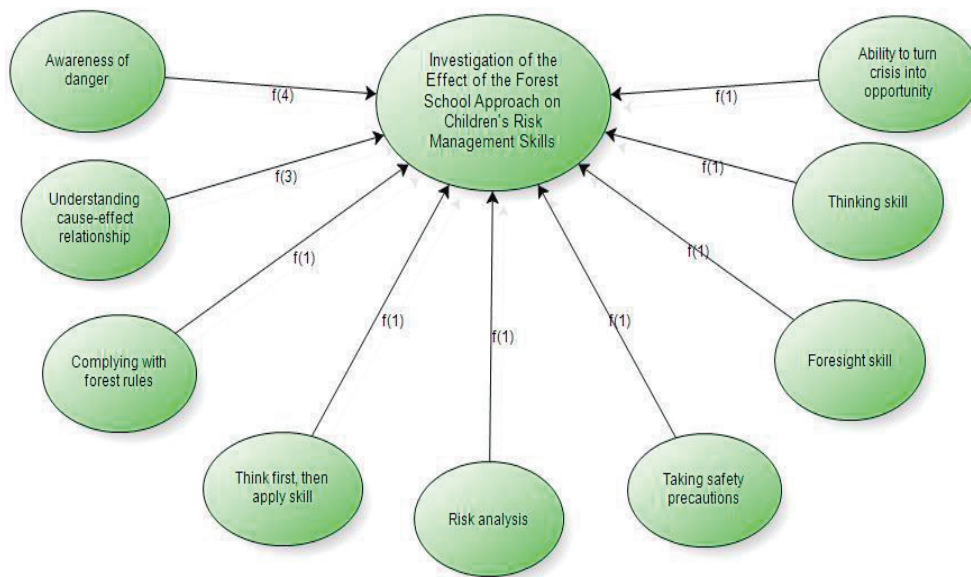 Investigation of the
Effect of the Forest
School Approach on
Children's Risk
Management Skills
Awareness of
danger
f(4)
Understanding
cause-effect
relationship
f(3)
Complying with
forest rules
f(1)
Think first, then
apply skill
f(1)
Risk analysis
f(1)
Taking safety
precautions
f(1)
Foresight skill
f(1)
Thinking skill
f(1)
Ability to turn
crisis into
opportunity
f(1)